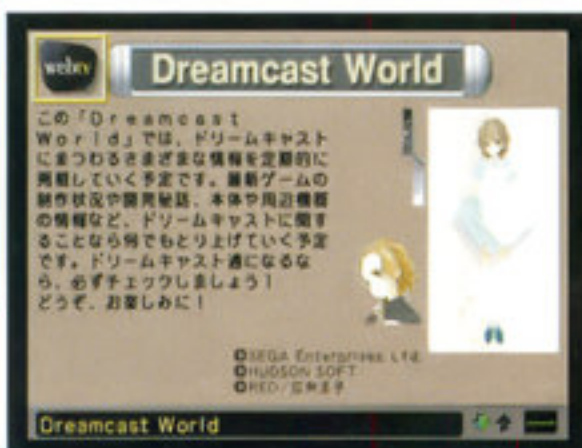 webtv
Dreamcast World
この「Dreamcast
World」では、ドリームキャスト
にまつわるさまざまな情報を定期的に
掲載していく予定です。最新ゲームの
制作状況や開発秘話、本体や周辺機器
の情報など、ドリームキャストに関す
ることなら何でもとり上げていく予定
です。ドリームキャスト通になるな
ら、必ずチェックしましょう！
どうぞ、お楽しみに！
©SEGA Enterprises Ltd.
©HUDSON SOFT
©RED/広井王子
Dreamcast World